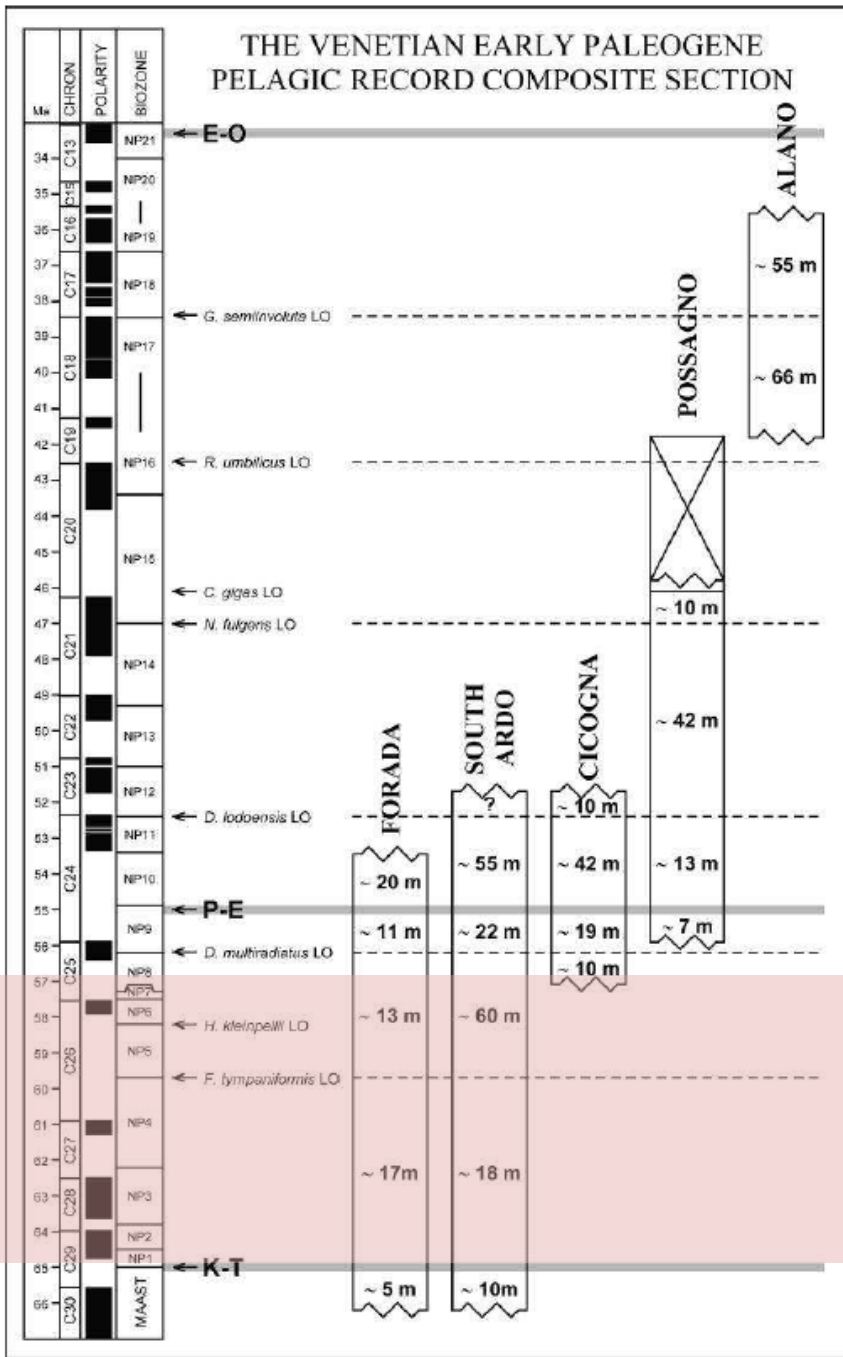 THE VENETIAN EARLY PALEOGENE
PELAGIC RECORD COMPOSITE SECTION
Ma
CHRON
POLARITY
BIOZONE
34
35
36
37
38
39
40
41
42
43
44
45
46
47
48
49
50
51
52
53
54
55
56
57
58
59
60
61
62
63
64
65
66
C13
C15
C16
C17
C18
C19
C20
C21
C22
C23
C24
C25
C26
C27
C28
C29
C30
NP21
NP20
NP19
NP18
NP17
NP16
NP15
NP14
NP13
NP12
NP11
NP10
NP9
NP8
NP7
NP6
NP5
NP4
NP3
NP2
NP1
MAAST
E-O
G. semiinvoluta LO
R. umbilicus LO
C. gigas LO
N. fulgens LO
D. lodoensis LO
P-E
D. multiradiatus LO
H. kleinpellii LO
F. tympaniformis LO
K-T
FORADA
~ 20 m
~ 11 m
~ 13 m
~ 17m
~ 5 m
SOUTH
ARDO
?
~ 55 m
~ 22 m
~ 60 m
~ 18 m
~ 10m
CICOGNA
~ 10 m
~ 42 m
~ 19 m
~ 10 m
POSSAGNO
~ 10 m
~ 42 m
~ 13 m
~ 7 m
ALANO
~ 55 m
~ 66 m